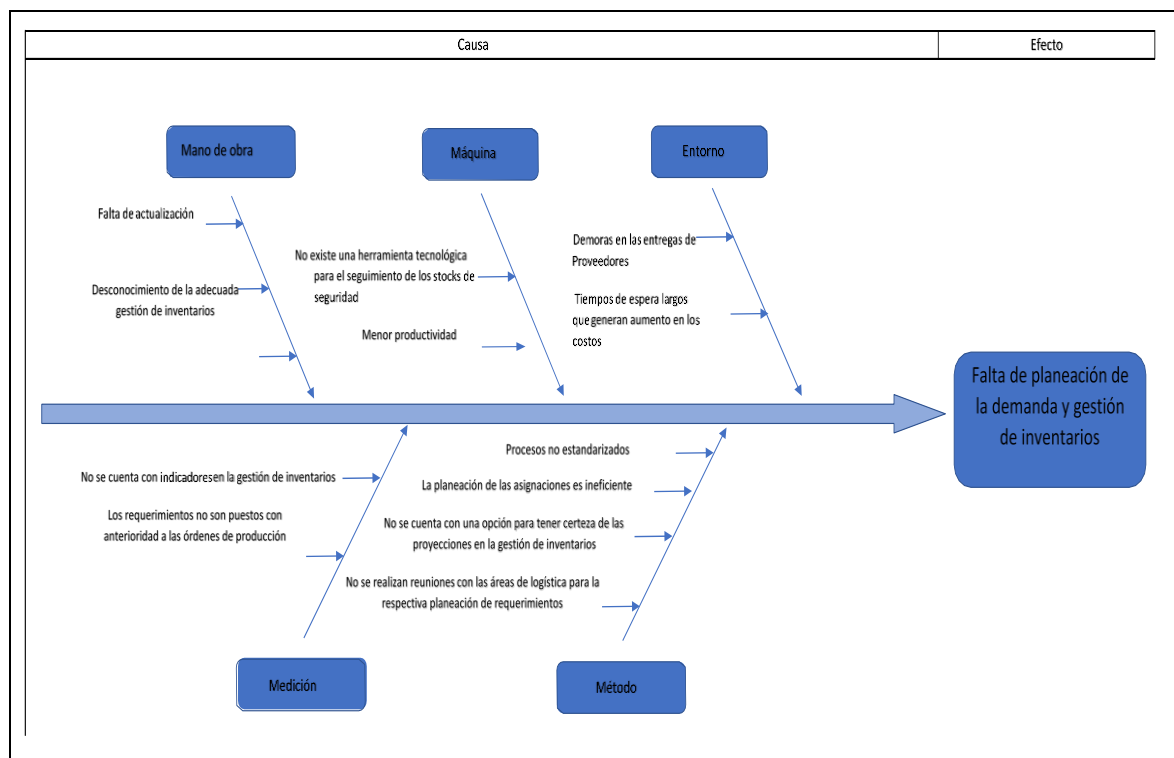 Causa
Efecto
Mano de obra
Máquina
Entorno
Falta de actualización
Desconocimiento de la adecuada
gestión de inventarios
No existe una herramienta tecnológica
para el seguimiento de los stocks de
seguridad
Menor productividad
Demoras en las entregas de
Proveedores
Tiempos de espera largos
que generan aumento en los
costos
Falta de planeación de
la demanda y gestión
de inventarios
No se cuenta con indicadores en la gestión de inventarios
Los requerimientos no son puestos con
anterioridad a las órdenes de producción
Procesos no estandarizados
La planeación de las asignaciones es ineficiente
No se cuenta con una opción para tener certeza de las
proyecciones en la gestión de inventarios
No se realizan reuniones con las áreas de logística para la
respectiva planeación de requerimientos
Medición
Método